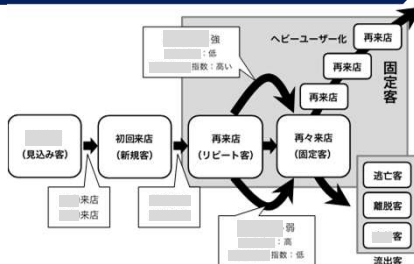 強
：低
指数：高い
ヘビーユーザー化
再来店
再来店
再来店
固定客
（見込み客）
初回来店
（新規客）
再来店
（リピート客）
再々来店
（固定客）
来店
来店
弱
：高
指数：低
逃亡客
離脱客
客
流出客